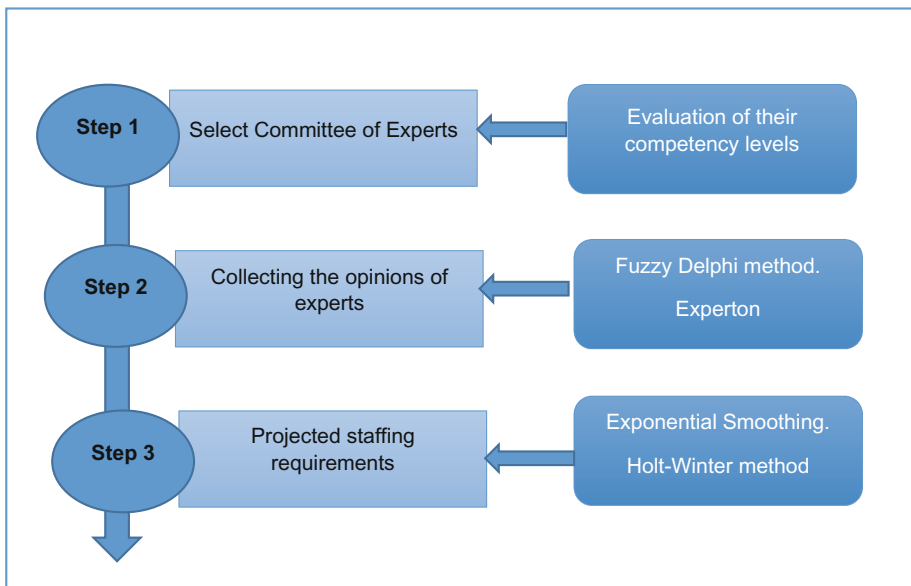 Step 1
Select Committee of Experts
Evaluation of their
competency levels
Step 2
Collecting the opinions of
experts
Fuzzy Delphi method.
Experton
Step 3
Projected staffing
requirements
Exponential Smoothing.
Holt-Winter method